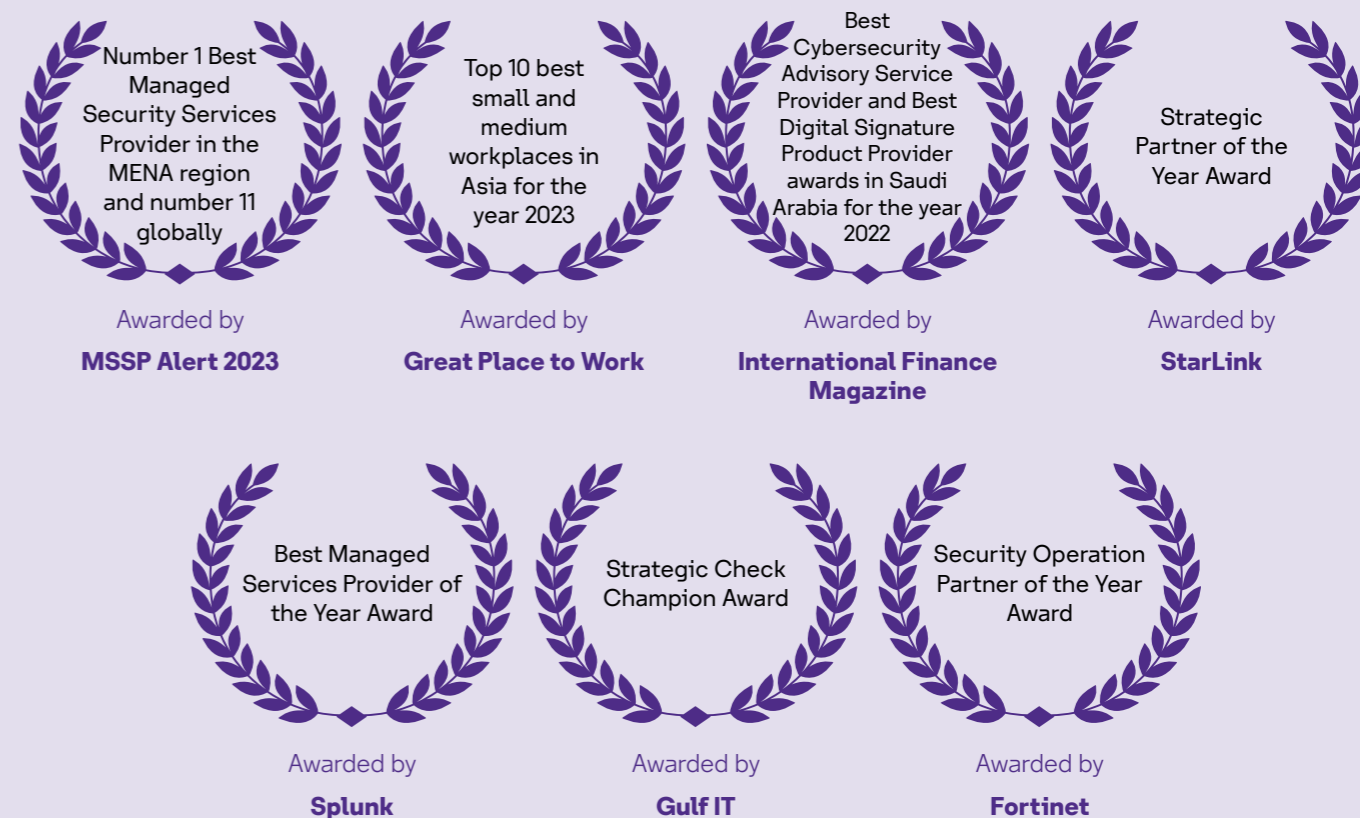 Number 1 Best
Managed
Security Services
Provider in the
MENA region
and number 11
globally
Awarded by
MSSP Alert 2023
Top 10 best
small and
medium
workplaces in
Asia for the
year 2023
Awarded by
Great Place to Work
Best
Cybersecurity
Advisory Service
Provider and Best
Digital Signature
Product Provider
awards in Saudi
Arabia for the year
2022
Awarded by
International Finance
Magazine
Strategic
Partner of the
Year Award
Awarded by
StarLink
Best Managed
Services Provider of
the Year Award
Awarded by
Splunk
Strategic Check
Champion Award
Awarded by
Gulf IT
Security Operation
Partner of the Year
Award
Awarded by
Fortinet